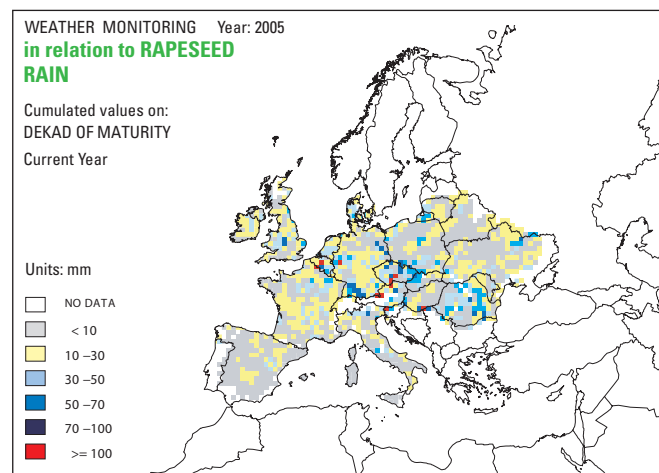 WEATHER MONITORING Year: 2005
in relation to RAPESEED
RAIN
Cumulated values on:
DEKAD OF MATURITY
Current Year
Units: mm
NO DATA
< 10
10 –30
30 –50
50 –70
70 –100
>= 100